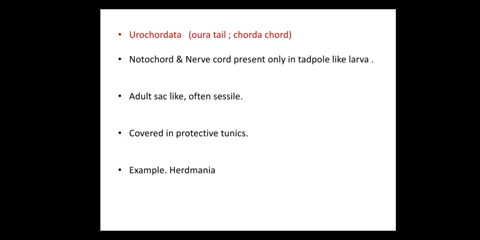 • Urochordata (oura tail ; chorda chord)
• Notochord & Nerve cord present only in tadpole like larva .
• Adult sac like, often sessile.
• Covered in protective tunics.
• Example. Herdmania